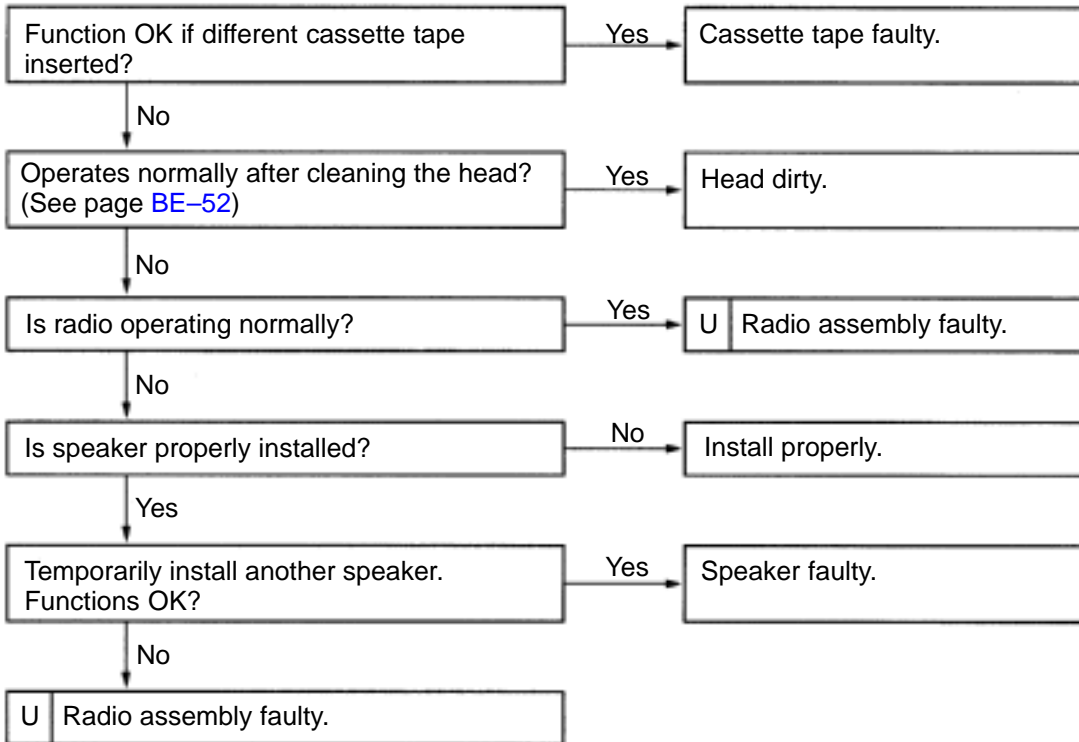 Function OK if different cassette tape
inserted?
Yes
Cassette tape faulty.
No
Operates normally after cleaning the head?
(See page BE–52)
Yes
Head dirty.
No
Is radio operating normally?
Yes
U
Radio assembly faulty.
No
Is speaker properly installed?
No
Install properly.
Yes
Temporarily install another speaker.
Functions OK?
Yes
Speaker faulty.
No
U
Radio assembly faulty.